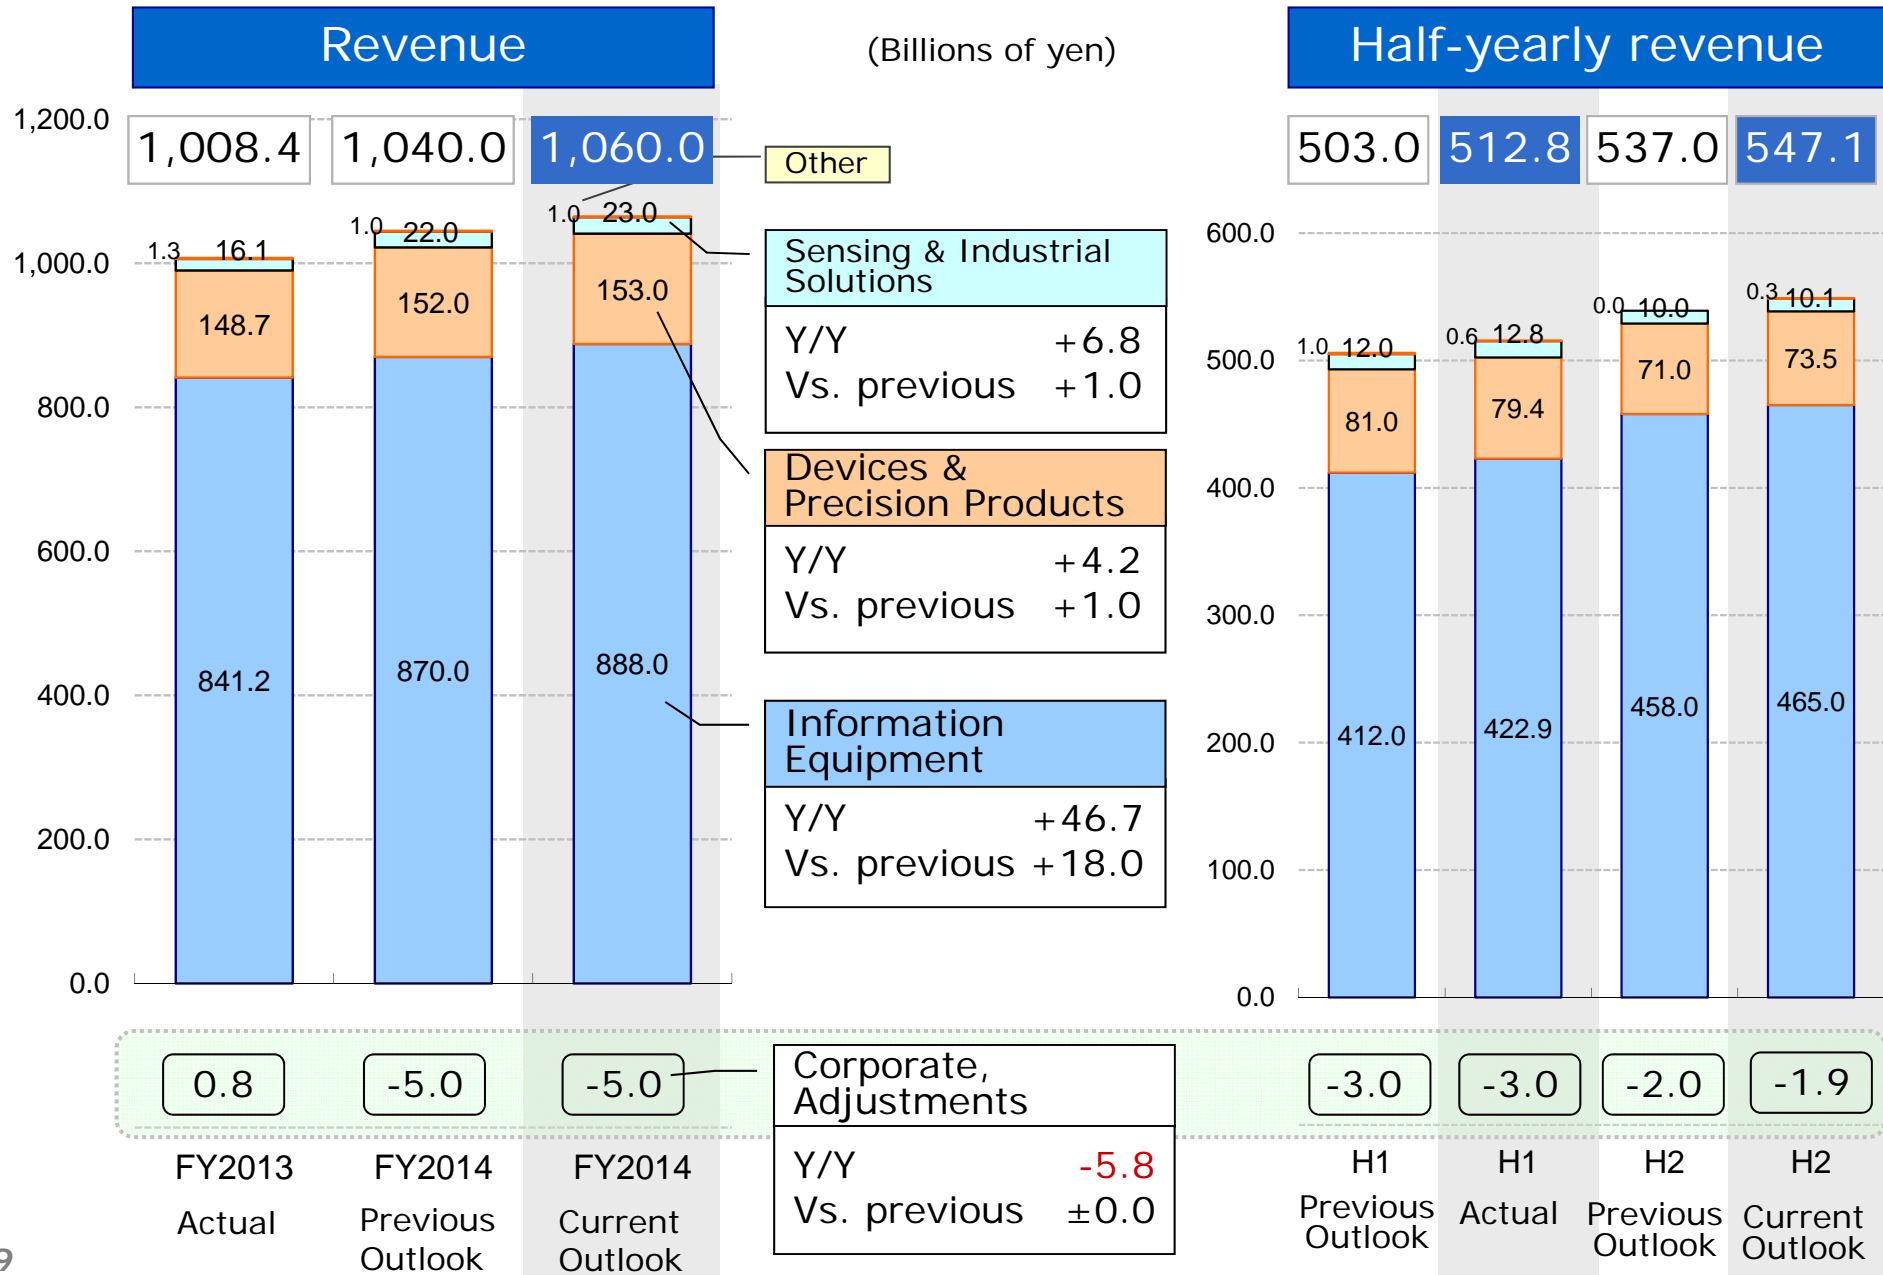 Revenue
(Billions of yen)
Half-yearly revenue
1,200.0
1,008.4
1,040.0
1,060.0
Other
503.0
512.8
537.0
547.1
1.3
16.1
1.0
22.0
1.0
23.0
1,000.0
148.7
152.0
153.0
800.0
600.0
841.2
870.0
888.0
400.0
200.0
0.0
Sensing & Industrial
Solutions
Y/Y +6.8
Vs. previous +1.0
Devices &
Precision Products
Y/Y +4.2
Vs. previous +1.0
Information
Equipment
Y/Y +46.7
Vs. previous +18.0
600.0
1.0
12.0
0.6
12.8
0.0
10.0
0.3
10.1
500.0
81.0
79.4
71.0
73.5
400.0
300.0
412.0
422.9
458.0
465.0
200.0
100.0
0.0
0.8
-5.0
-5.0
Corporate,
Adjustments
Y/Y -5.8
Vs. previous ±0.0
-3.0
-3.0
-2.0
-1.9
FY2013
Actual
FY2014
Previous
Outlook
FY2014
Current
Outlook
H1
Previous
Outlook
H1
Actual
H2
Previous
Outlook
H2
Current
Outlook
9